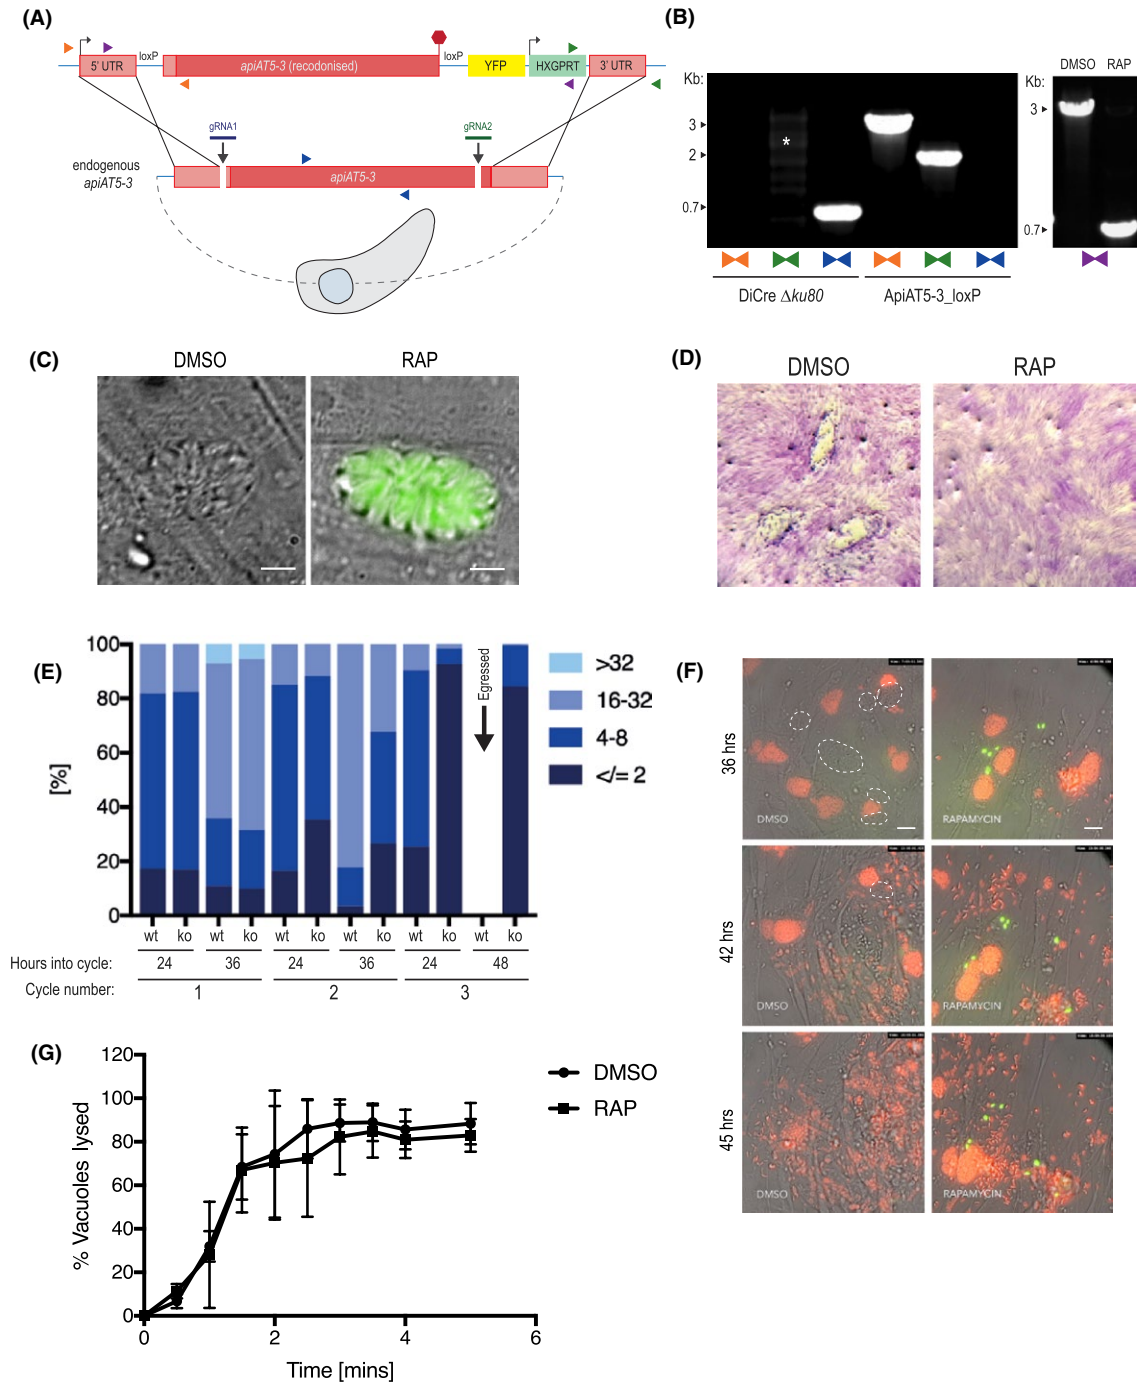 (A)
loxP
loxP
5' UTR
apiAT5-3 (recodonised)
YFP
HXGPRT
3' UTR
gRNA1
gRNA2
endogenous
apiAT5-3
apiAT5-3
(B)
Kb:
3
2
0.7
*
DiCre Δku80
ApiAT5-3_loxP
DMSO
RAP
Kb:
3
0.7
(C)
DMSO
RAP
(D)
DMSO
RAP
(E)
[%]
100
80
60
40
20
0
Egressed
>32
16-32
4-8
</= 2
wt ko wt ko wt ko wt ko wt ko wt ko
Hours into cycle: 24 36 24 36 24 48
Cycle number: 1 2 3
(F)
36 hrs
DMSO
RAPAMYCIN
42 hrs
DMSO
RAPAMYCIN
45 hrs
DMSO
RAPAMYCIN
(G)
% Vacuoles lysed
120
100
80
60
40
20
0
0 2 4 6
Time [mins]
DMSO
RAP